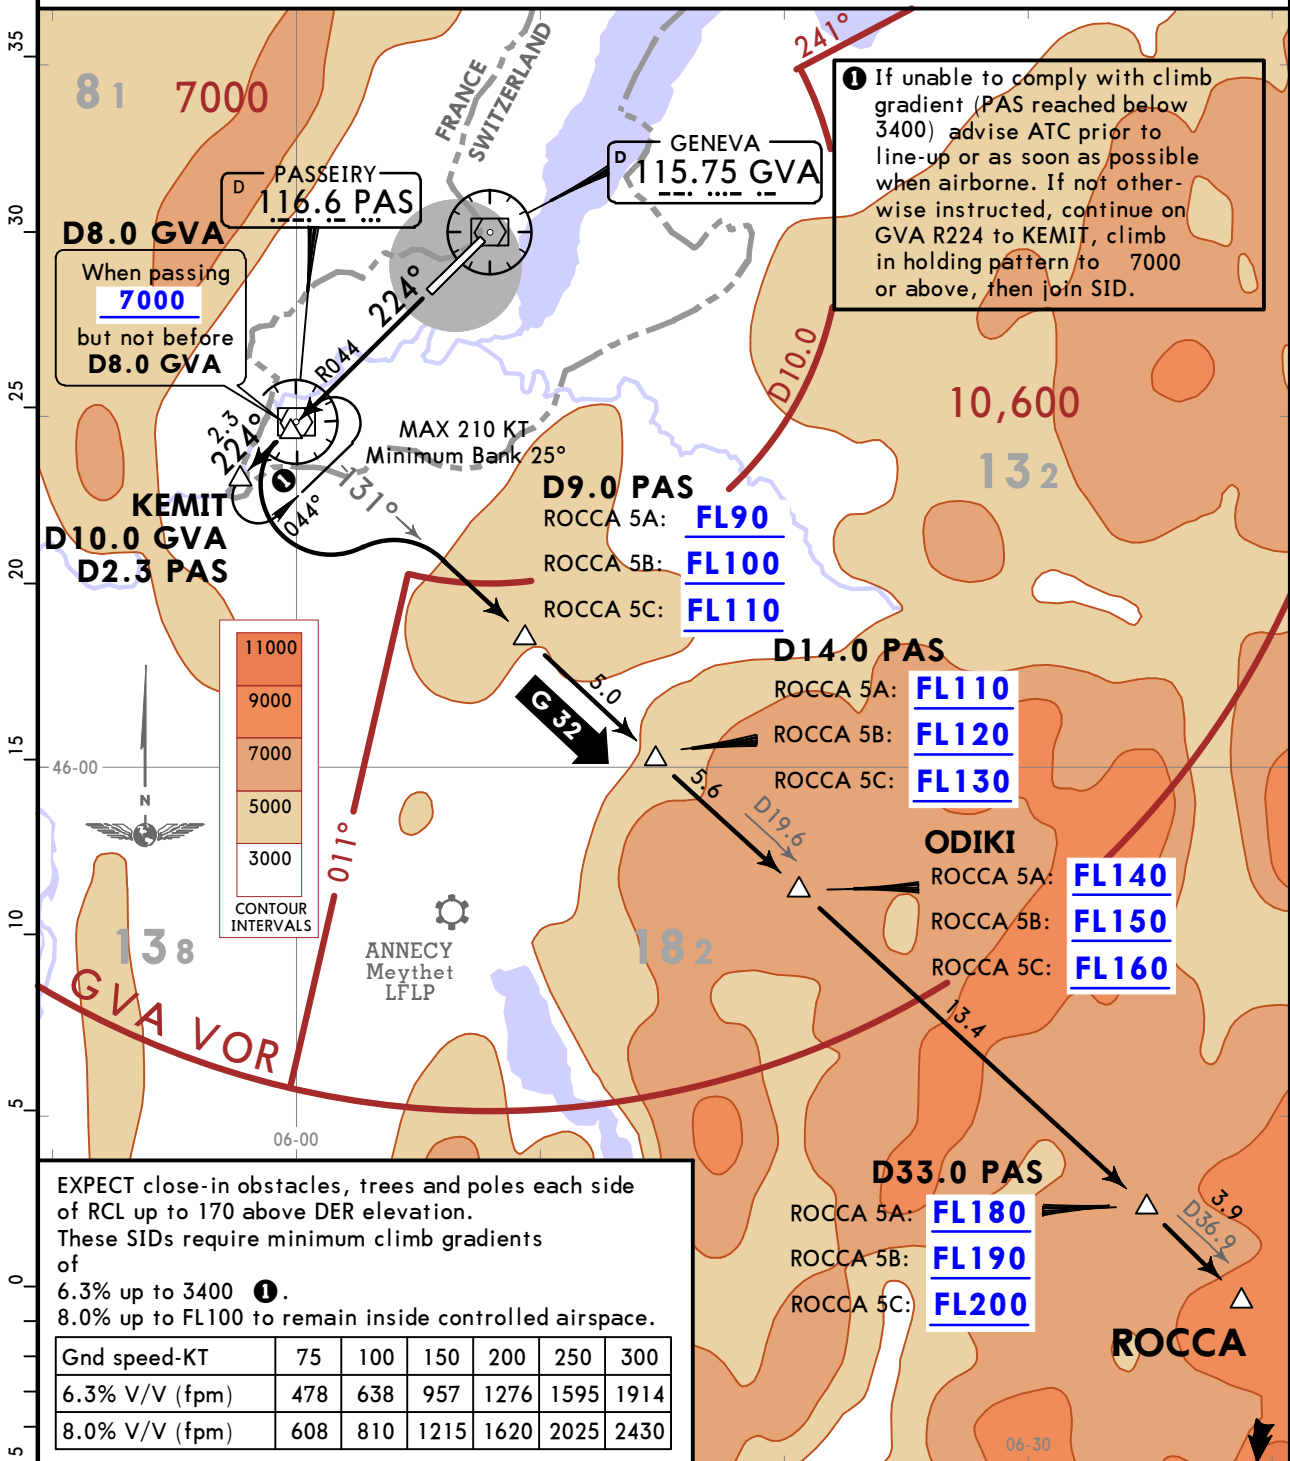 35
30
25
20
15
10
5
0
5
81
7000
FRANCE
SWITZERLAND
241°
❶ If unable to comply with climb
gradient (PAS reached below
3400) advise ATC prior to
line-up or as soon as possible
when airborne. If not other-
wise instructed, continue on
GVA R224 to KEMIT, climb
in holding pattern to 7000
or above, then join SID.
D GENEVA
115.75 GVA
D PASSEIRY
116.6 PAS
D8.0 GVA
When passing
7000
but not before
D8.0 GVA
224°
R044
D10.0
10,600
132
2.3
224°
MAX 210 KT
Minimum Bank 25°
❶
044°
131°
KEMIT
D10.0 GVA
D2.3 PAS
D9.0 PAS
ROCCA 5A: FL90
ROCCA 5B: FL100
ROCCA 5C: FL110
11000
9000
7000
5000
3000
CONTOUR
INTERVALS
N
46-00
5.0
G 32
D14.0 PAS
ROCCA 5A: FL110
ROCCA 5B: FL120
ROCCA 5C: FL130
5.6
D19.6
011°
ODIKI
ROCCA 5A: FL140
ROCCA 5B: FL150
ROCCA 5C: FL160
138
ANNECY
Meythet
LFLP
182
13.4
GVA VOR
06-00
D33.0 PAS
ROCCA 5A: FL180
ROCCA 5B: FL190
ROCCA 5C: FL200
3.9
D36.9
ROCCA
06-30
EXPECT close-in obstacles, trees and poles each side
of RCL up to 170 above DER elevation.
These SIDs require minimum climb gradients
of
6.3% up to 3400 ❶.
8.0% up to FL100 to remain inside controlled airspace.
Gnd speed-KT 75 100 150 200 250 300
6.3% V/V (fpm) 478 638 957 1276 1595 1914
8.0% V/V (fpm) 608 810 1215 1620 2025 2430